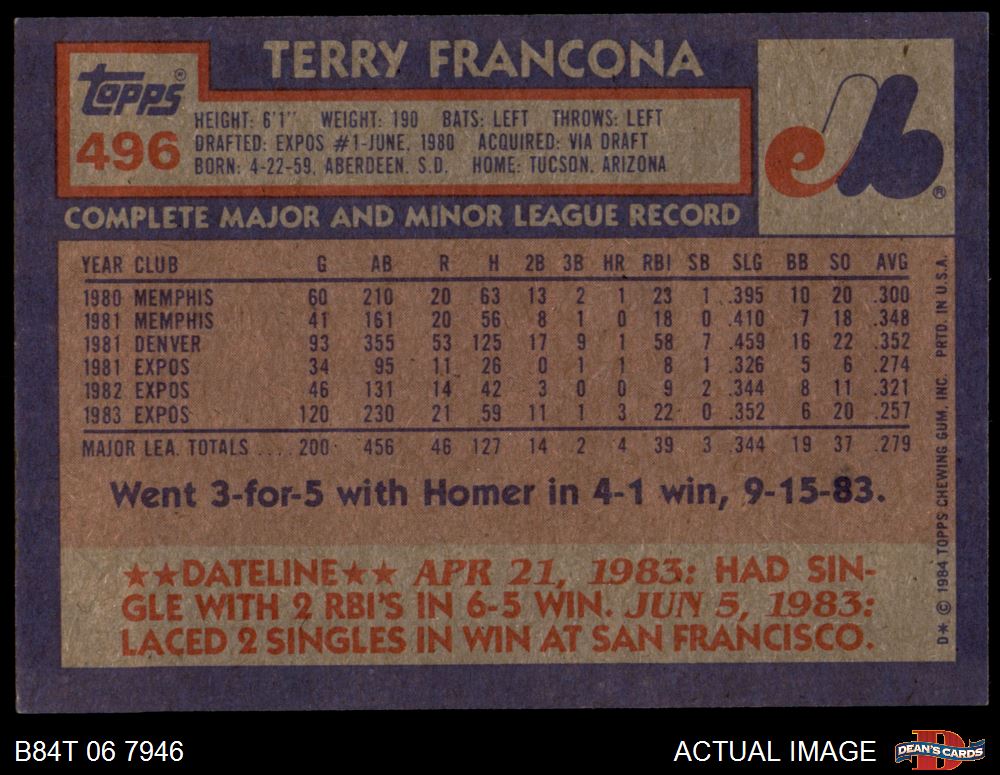 TERRY FRANCONA
topps®
496
HEIGHT: 6'1" WEIGHT: 190 BATS: LEFT THROWS: LEFT
DRAFTED: EXPOS #1-JUNE, 1980 ACQUIRED: VIA DRAFT
BORN: 4-22-59, ABERDEEN, S.D. HOME: TUCSON, ARIZONA
eb®
COMPLETE MAJOR AND MINOR LEAGUE RECORD
YEAR CLUB G AB R H 2B 3B HR RBI SB SLG BB SO AVG
1980 MEMPHIS 60 210 20 63 13 2 1 23 1 .395 10 20 .300
1981 MEMPHIS 41 161 20 56 8 1 0 18 0 .410 7 18 .348
1981 DENVER 93 355 53 125 17 9 1 58 7 .459 16 22 .352
1981 EXPOS 34 95 11 26 0 1 1 8 1 .326 5 6 .274
1982 EXPOS 46 131 14 42 3 0 0 9 2 .344 8 11 .321
1983 EXPOS 120 230 21 59 11 1 3 22 0 .352 6 20 .257
MAJOR LEA. TOTALS .... 200 456 46 127 14 2 4 39 3 .344 19 37 .279
Went 3-for-5 with Homer in 4-1 win, 9-15-83.
★★DATELINE★★ APR 21, 1983: HAD SIN-
GLE WITH 2 RBI'S IN 6-5 WIN. JUN 5, 1983:
LACED 2 SINGLES IN WIN AT SAN FRANCISCO.
D* © 1984 TOPPS CHEWING GUM, INC. PRTD. IN U.S.A.
B84T 06 7946
ACTUAL IMAGE
DEAN'S CARDS